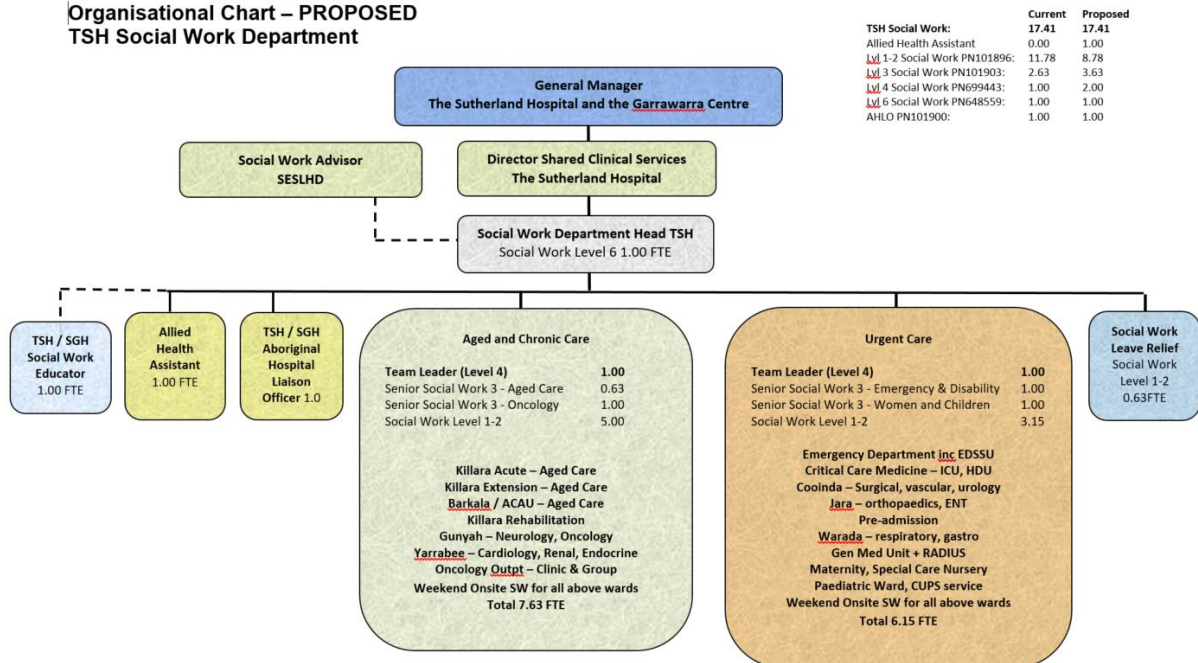 Organisational Chart – PROPOSED
TSH Social Work Department
Current Proposed
TSH Social Work: 17.41 17.41
Allied Health Assistant 0.00 1.00
Lvl 1-2 Social Work PN101896: 11.78 8.78
Lvl 3 Social Work PN101903: 2.63 3.63
Lvl 4 Social Work PN699443: 1.00 2.00
Lvl 6 Social Work PN648559: 1.00 1.00
AHLO PN101900: 1.00 1.00
General Manager
The Sutherland Hospital and the Garrawarra Centre
Social Work Advisor
SESLHD
Director Shared Clinical Services
The Sutherland Hospital
Social Work Department Head TSH
Social Work Level 6 1.00 FTE
TSH / SGH
Social Work
Educator
1.00 FTE
Allied
Health
Assistant
1.00 FTE
TSH / SGH
Aboriginal
Hospital
Liaison
Officer 1.0
Aged and Chronic Care
Team Leader (Level 4) 1.00
Senior Social Work 3 - Aged Care 0.63
Senior Social Work 3 - Oncology 1.00
Social Work Level 1-2 5.00
Killara Acute – Aged Care
Killara Extension – Aged Care
Barkala / ACAU – Aged Care
Killara Rehabilitation
Gunyah – Neurology, Oncology
Yarrabee – Cardiology, Renal, Endocrine
Oncology Outpt – Clinic & Group
Weekend Onsite SW for all above wards
Total 7.63 FTE
Urgent Care
Team Leader (Level 4) 1.00
Senior Social Work 3 - Emergency & Disability 1.00
Senior Social Work 3 - Women and Children 1.00
Social Work Level 1-2 3.15
Emergency Department inc EDSSU
Critical Care Medicine – ICU, HDU
Cooinda – Surgical, vascular, urology
Jara – orthopaedics, ENT
Pre-admission
Warada – respiratory, gastro
Gen Med Unit + RADIUS
Maternity, Special Care Nursery
Paediatric Ward, CUPS service
Weekend Onsite SW for all above wards
Total 6.15 FTE
Social Work
Leave Relief
Social Work
Level 1-2
0.63FTE